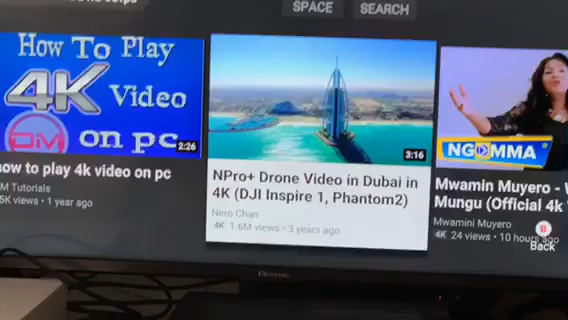 SPACE
SEARCH
How To Play
4K Video
DM on pc
2:26
how to play 4k video on pc
M Tutorials
5K views • 1 year ago
3:16
NPro+ Drone Video in Dubai in
4K (DJI Inspire 1, Phantom2)
Nero Chan
4K 1.6M views • 3 years ago
NGOMMA
Mwamin Muyero -
Mungu (Official 4k
Mwamini Muyero
4K 24 views • 10 hours ago
B
Back